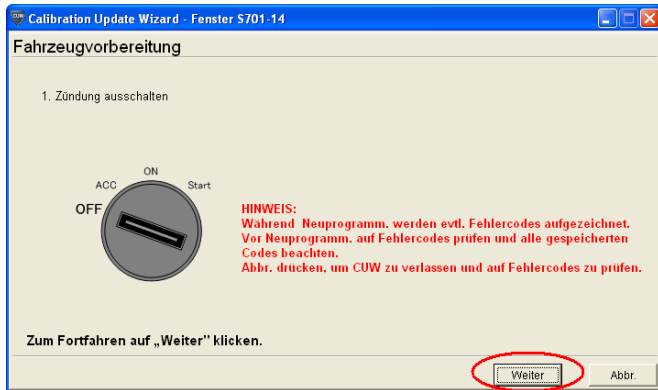 CUW Calibration Update Wizard - Fenster S701-14
Fahrzeugvorbereitung
1. Zündung ausschalten
ON
ACC
Start
OFF
HINWEIS:
Während Neuprogramm. werden evtl. Fehlercodes aufgezeichnet.
Vor Neuprogramm. auf Fehlercodes prüfen und alle gespeicherten
Codes beachten.
Abbr. drücken, um CUW zu verlassen und auf Fehlercodes zu prüfen.
Zum Fortfahren auf „Weiter" klicken.
Weiter
Abbr.